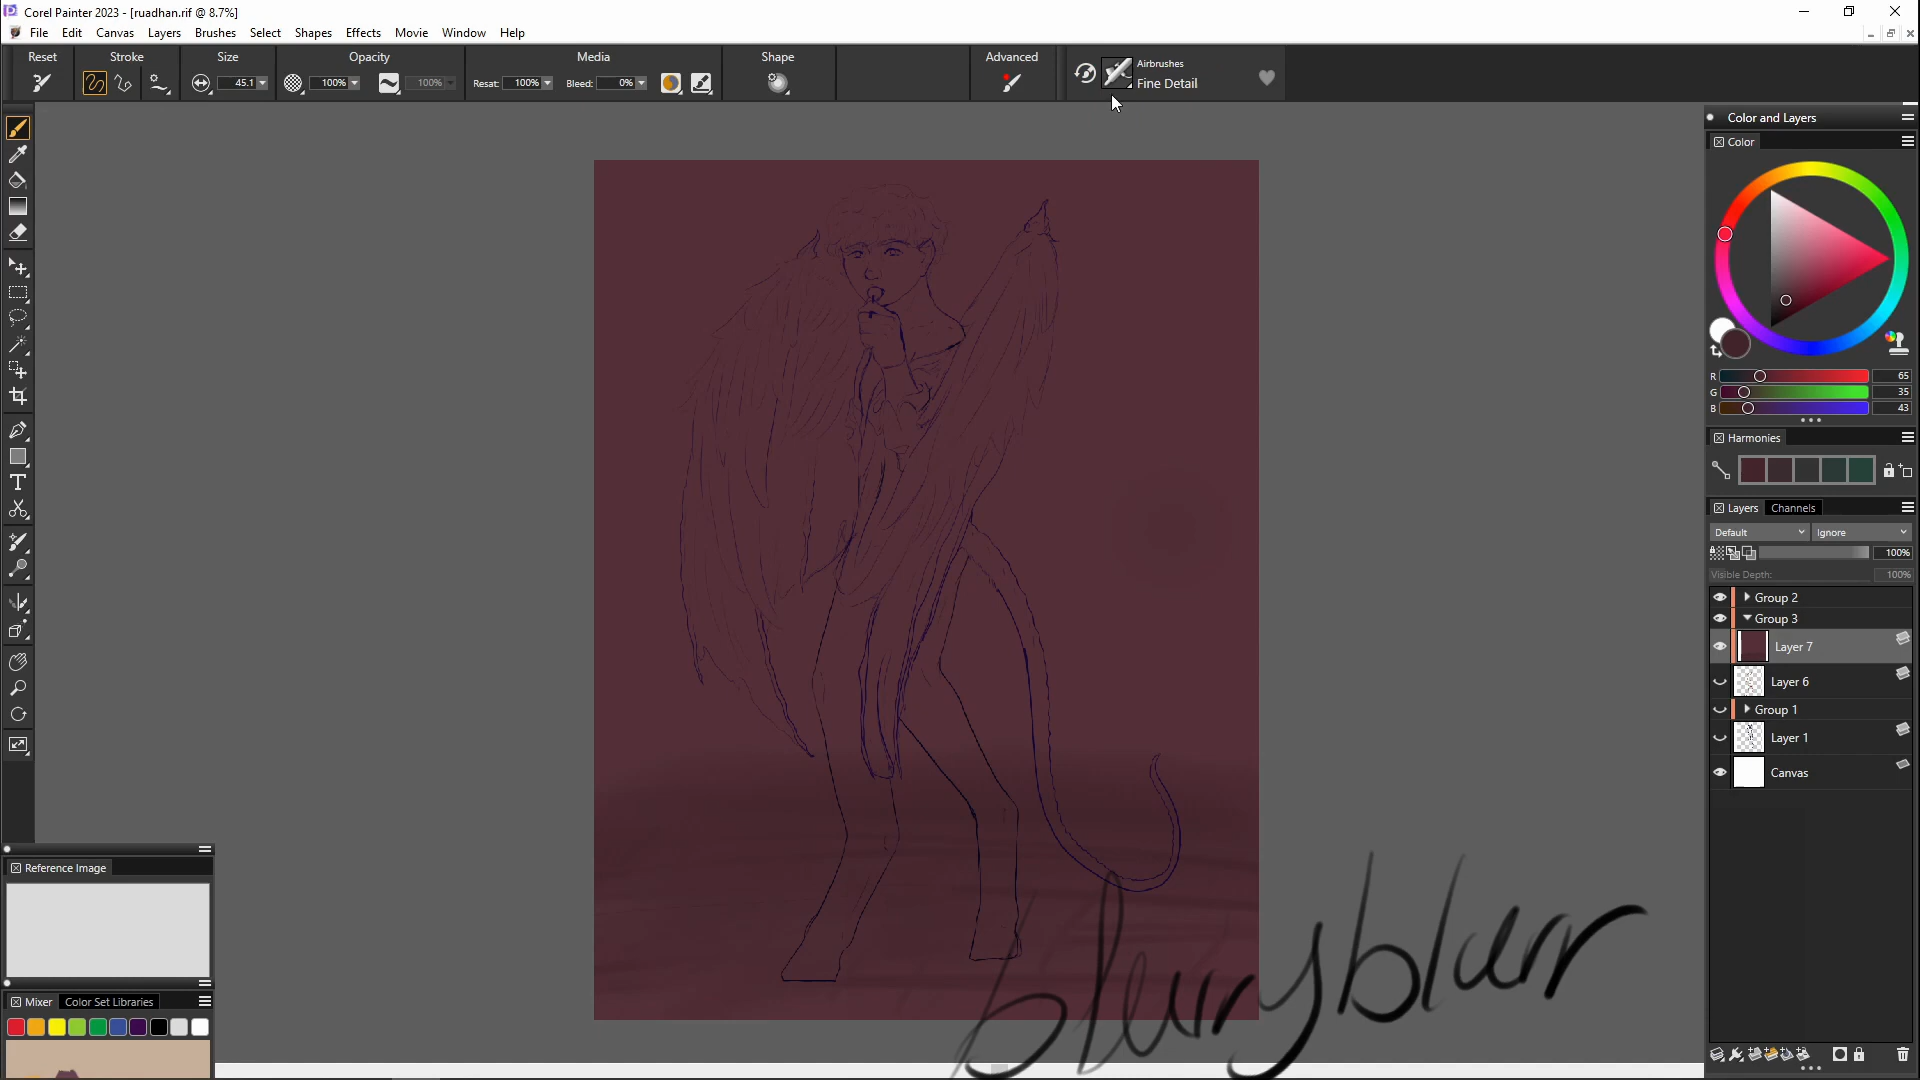 Corel Painter 2023 - [ruadhan.rif @ 8.7%]
File Edit Canvas Layers Brushes Select Shapes Effects Movie Window Help
Reset Stroke Size Opacity Media Shape Advanced
45.1 100% 100% Resat: 100% Bleed: 0%
Airbrushes
Fine Detail
Color and Layers
Color
R 65
G 35
B 43
Harmonies
Layers Channels
Default Ignore
100%
Visible Depth: 100%
Group 2
Group 3
Layer 7
Layer 6
Group 1
Layer 1
Canvas
Reference Image
Mixer Color Set Libraries
blurryblurr